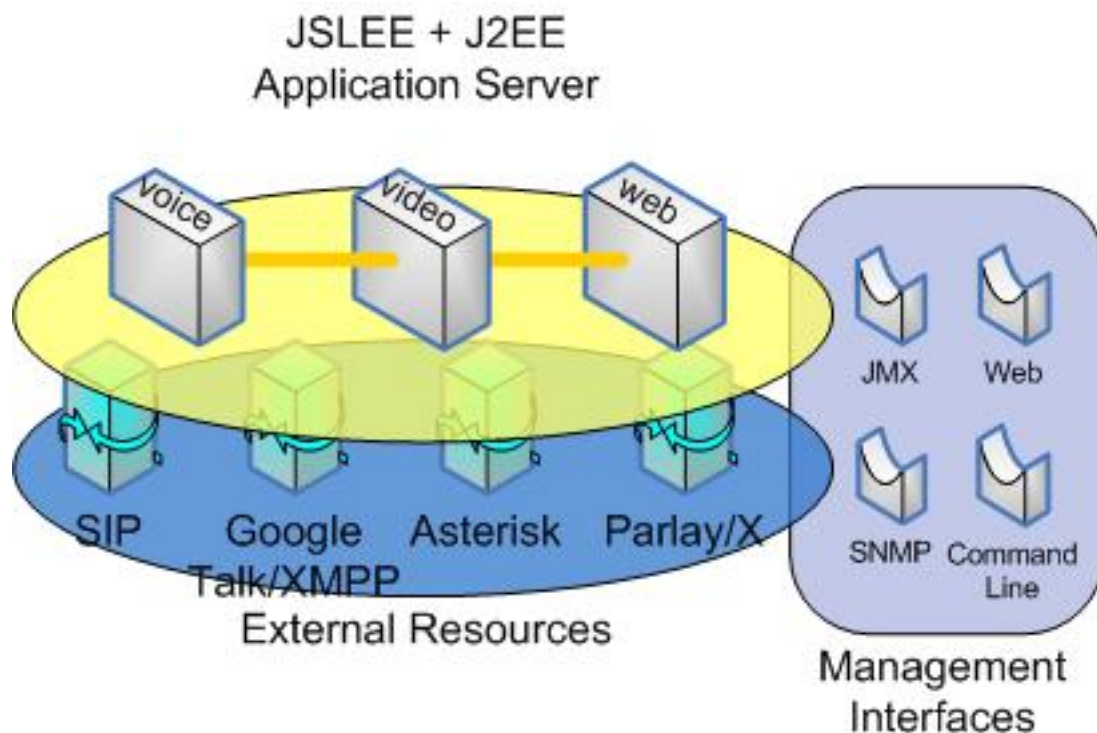 JSLEE + J2EE
Application Server
voice
video
web
JMX
Web
SNMP
Command
Line
SIP
Google
Talk/XMPP
Asterisk
Parlay/X
External Resources
Management
Interfaces